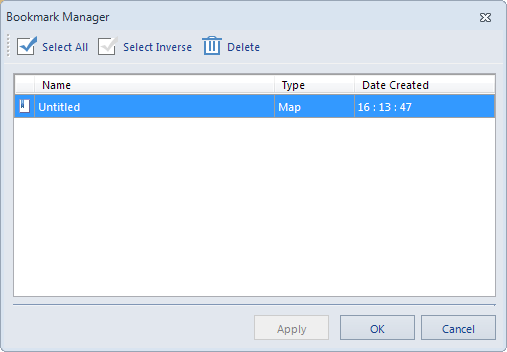 Bookmark Manager
Select All Select Inverse Delete
Name Type Date Created
Untitled Map 16 : 13 : 47
Apply OK Cancel